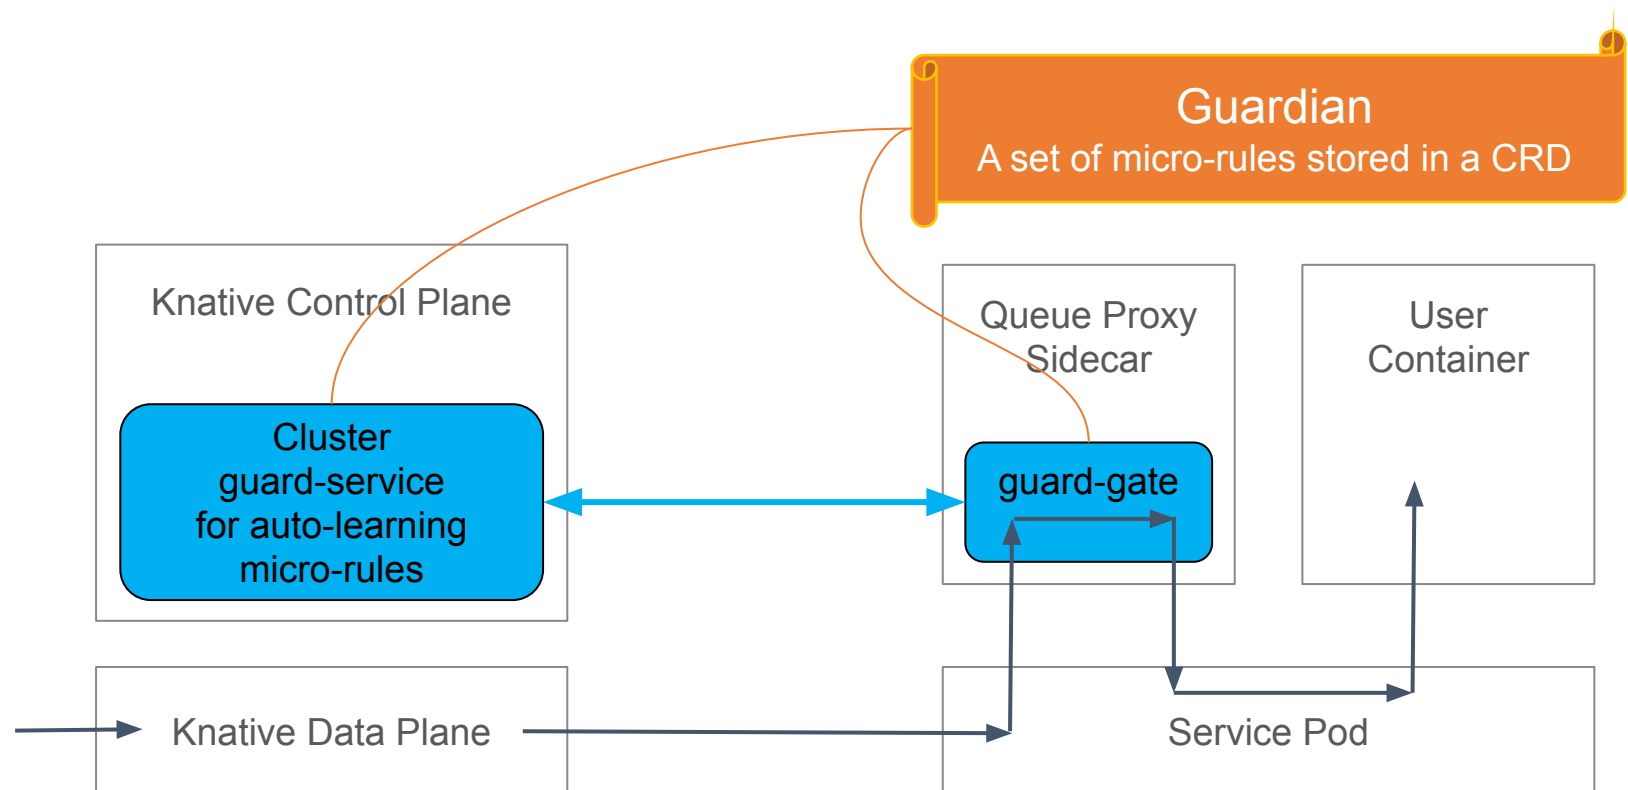 Guardian
A set of micro-rules stored in a CRD
Knative Control Plane
Cluster
guard-service
for auto-learning
micro-rules
Queue Proxy
Sidecar
guard-gate
User
Container
Knative Data Plane
Service Pod